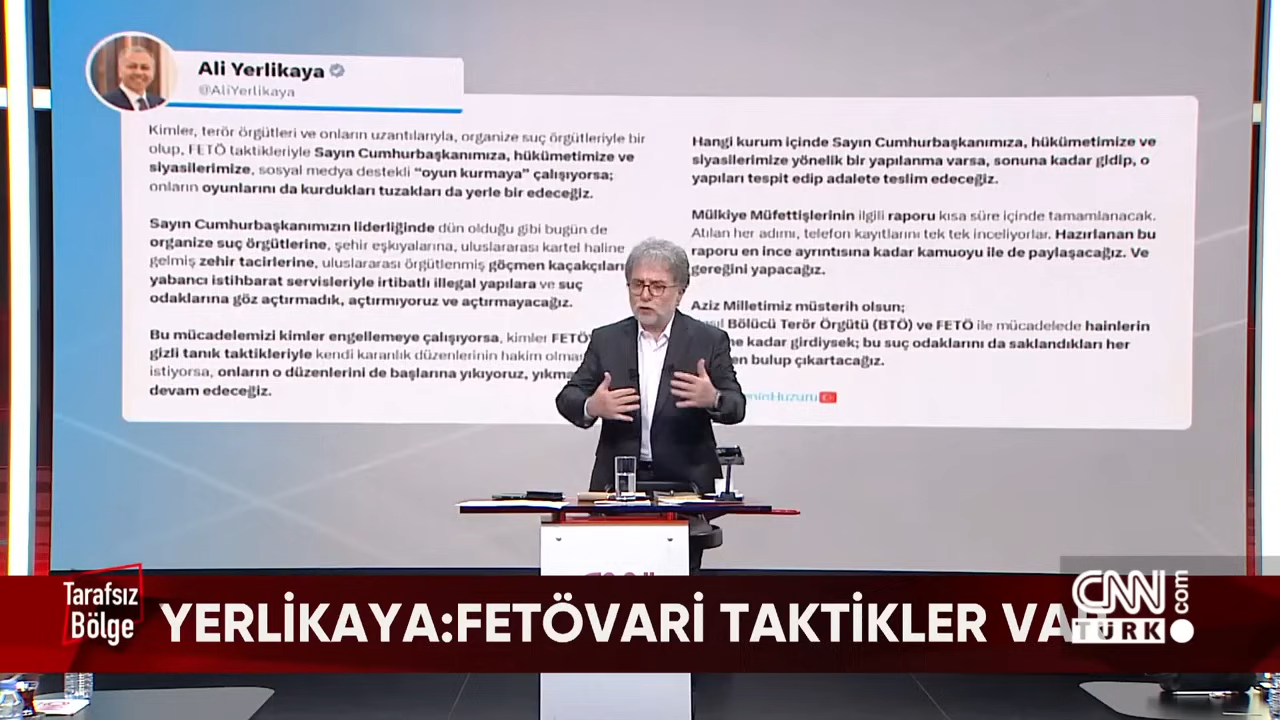 Ali Yerlikaya
@AliYerlikaya
Kimler, terör örgütleri ve onların uzantılarıyla, organize suç örgütleriyle bir
olup, FETÖ taktikleriyle Sayın Cumhurbaşkanımıza, hükümetimize ve
siyasilerimize, sosyal medya destekli “oyun kurmaya” çalışıyorsa;
onların oyunlarını da kurdukları tuzakları da yerle bir edeceğiz.
Sayın Cumhurbaşkanımızın liderliğinde dün olduğu gibi bugün de
organize suç örgütlerine, şehir eşkıyalarına, uluslararası kartel haline
gelmiş zehir tacirlerine, uluslararası örgütlenmiş göçmen kaçakçıların
yabancı istihbarat servisleriyle irtibatlı illegal yapılara ve suç
odaklarına göz açtırmadık, açtırmıyoruz ve açtırmayacağız.
Bu mücadelemizi kimler engellemeye çalışıyorsa, kimler FETÖ
gizli tanık taktikleriyle kendi karanlık düzenlerinin hakim
istiyorsa, onların o düzenlerini de başlarına yıkıyoruz,
devam edeceğiz.
Hangi kurum içinde Sayın Cumhurbaşkanımıza, hükümetimize ve
siyasilerimize yönelik bir yapılanma varsa, sonuna kadar gidip, o
yapıları tespit edip adalete teslim edeceğiz.
Mülkiye Müfettişlerinin ilgili raporu kısa süre içinde tamamlanacak.
Atılan her adımı, telefon kayıtlarını tek tek inceliyorlar. Hazırlanan bu
raporu en ince ayrıntısına kadar kamuoyu ile de paylaşacağız. Ve
gereğini yapacağız.
Aziz Milletimiz müsterih olsun;
Bölücü Terör Örgütü (BTÖ) ve FETÖ ile mücadelede hainlerin
kadar girdiysek; bu suç odaklarını da saklandıkları her
bulup çıkartacağız.
Tarafsız
Bölge
YERLİKAYA:FETÖVARİ TAKTİKLER VAR
CNN
TÜRK
.com